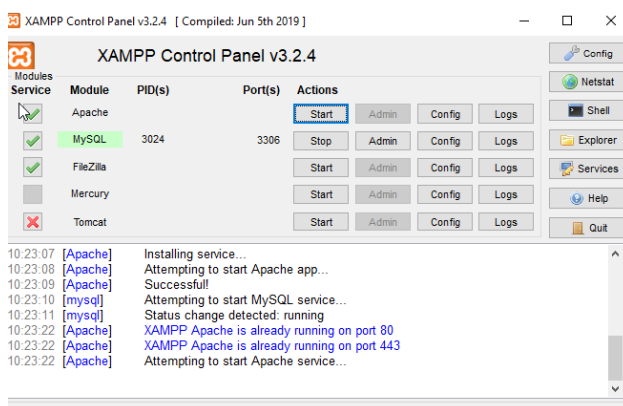 XAMPP Control Panel v3.2.4 [ Compiled: Jun 5th 2019 ]
XAMPP Control Panel v3.2.4
Config
Modules
Service Module PID(s) Port(s) Actions
Netstat
Apache Start Admin Config Logs
Shell
MySQL 3024 3306 Stop Admin Config Logs
Explorer
FileZilla Start Admin Config Logs
Services
Mercury Start Admin Config Logs
Help
Tomcat Start Admin Config Logs
Quit
10:23:07 [Apache] Installing service...
10:23:08 [Apache] Attempting to start Apache app...
10:23:09 [Apache] Successful!
10:23:10 [mysql] Attempting to start MySQL service...
10:23:11 [mysql] Status change detected: running
10:23:22 [Apache] XAMPP Apache is already running on port 80
10:23:22 [Apache] XAMPP Apache is already running on port 443
10:23:22 [Apache] Attempting to start Apache service...